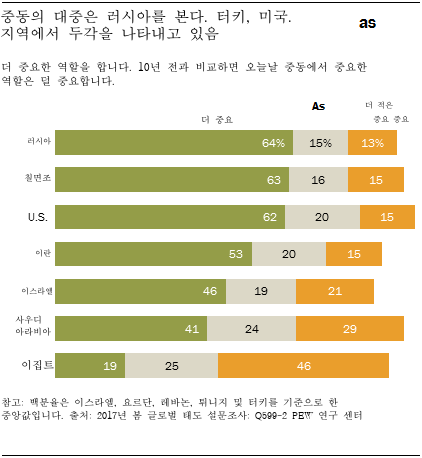 중동의 대중은 러시아를 본다. 터키, 미국.
지역에서 두각을 나타내고 있음
as
더 중요한 역할을 합니다. 10년 전과 비교하면 오늘날 중동에서 중요한
역할은 덜 중요합니다.
더 중요
As
더 적은
중요 중요
러시아 64% 15% 13%
칠면조 63 16 15
U.S. 62 20 15
이란 53 20 15
이스라엘 46 19 21
사우디
아라비아 41 24 29
이집트 19 25 46
참고: 백분율은 이스라엘, 요르단, 레바논, 튀니지 및 터키를 기준으로 한
중앙값입니다. 출처: 2017년 봄 글로벌 태도 설문조사: Q599-2 PEW 연구 센터